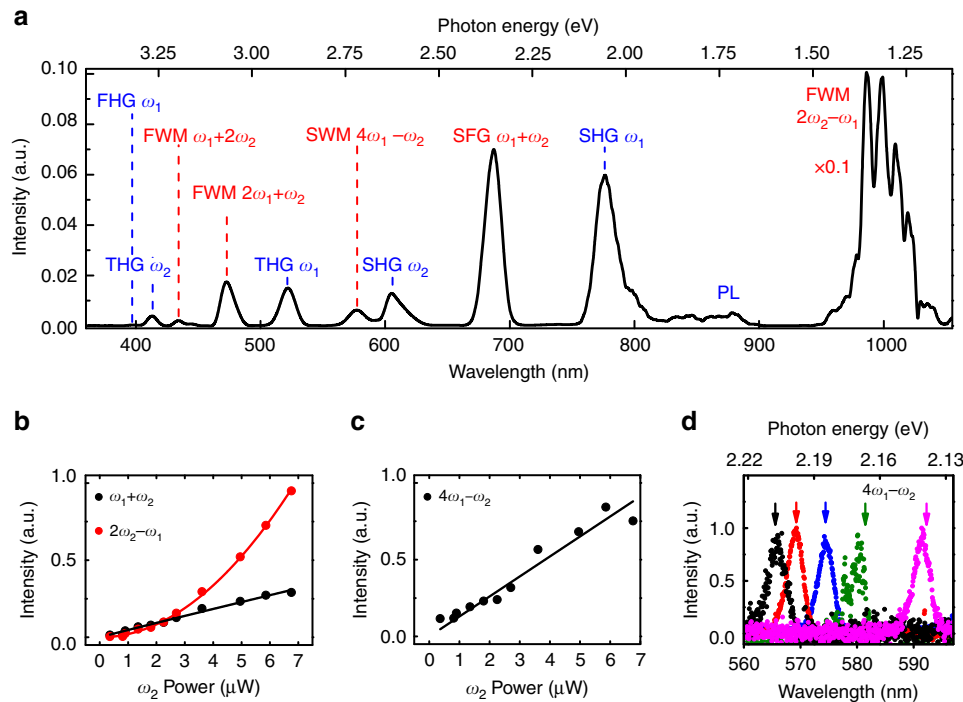 a
Photon energy (eV)
3.25 3.00 2.75 2.50 2.25 2.00 1.75 1.50 1.25
Intensity (a.u.)
0.10
0.08
0.06
0.04
0.02
0.00
FHG ω₁
FWM ω₁+2ω₂
SWM 4ω₁ –ω₂
SFG ω₁+ω₂
SHG ω₁
FWM
2ω₂–ω₁
×0.1
FWM 2ω₁+ω₂
THG ω₂
THG ω₁
SHG ω₂
PL
400 500 600 700 800 900 1000
Wavelength (nm)
b
Intensity (a.u.)
1.0
0.5
0.0
ω₁+ω₂
2ω₂–ω₁
0 1 2 3 4 5 6 7
ω₂ Power (μW)
c
Intensity (a.u.)
1.0
0.5
0.0
4ω₁–ω₂
0 1 2 3 4 5 6 7
ω₂ Power (μW)
d
Photon energy (eV)
2.22 2.19 2.16 2.13
4ω₁–ω₂
Intensity (a.u.)
1.0
0.5
0.0
560 570 580 590
Wavelength (nm)